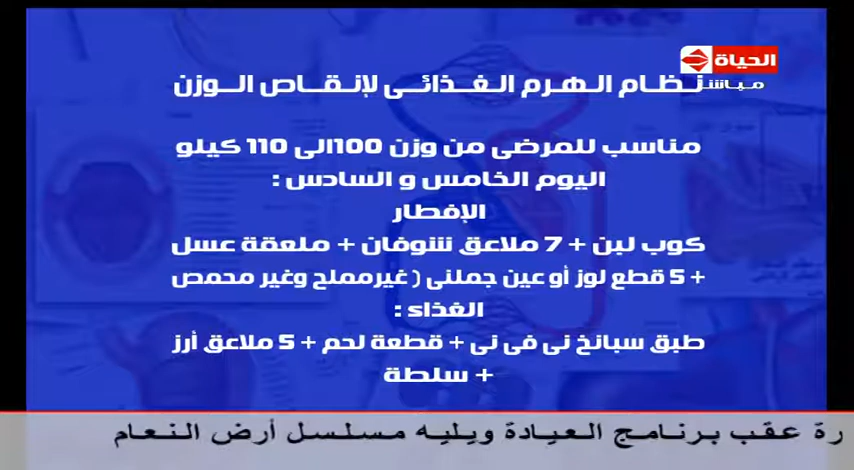 الحياة
مباشر
نظام الهرم الغذائى لإنقاص الوزن
مناسب للمرضى من وزن 100الى 110 كيلو
اليوم الخامس و السادس :
الإفطار
كوب لبن + 7 ملاعق شوفان + ملعقة عسل
+ 5 قطع لوز أو عين جملنى ( غيرمملح وغير محمص
الغذاء :
طبق سبانخ نى فى نى + قطعة لحم + 5 ملاعق أرز
+ سلطة
رة عقب برنامج العيادة ويليه مسلسل أرض النعام